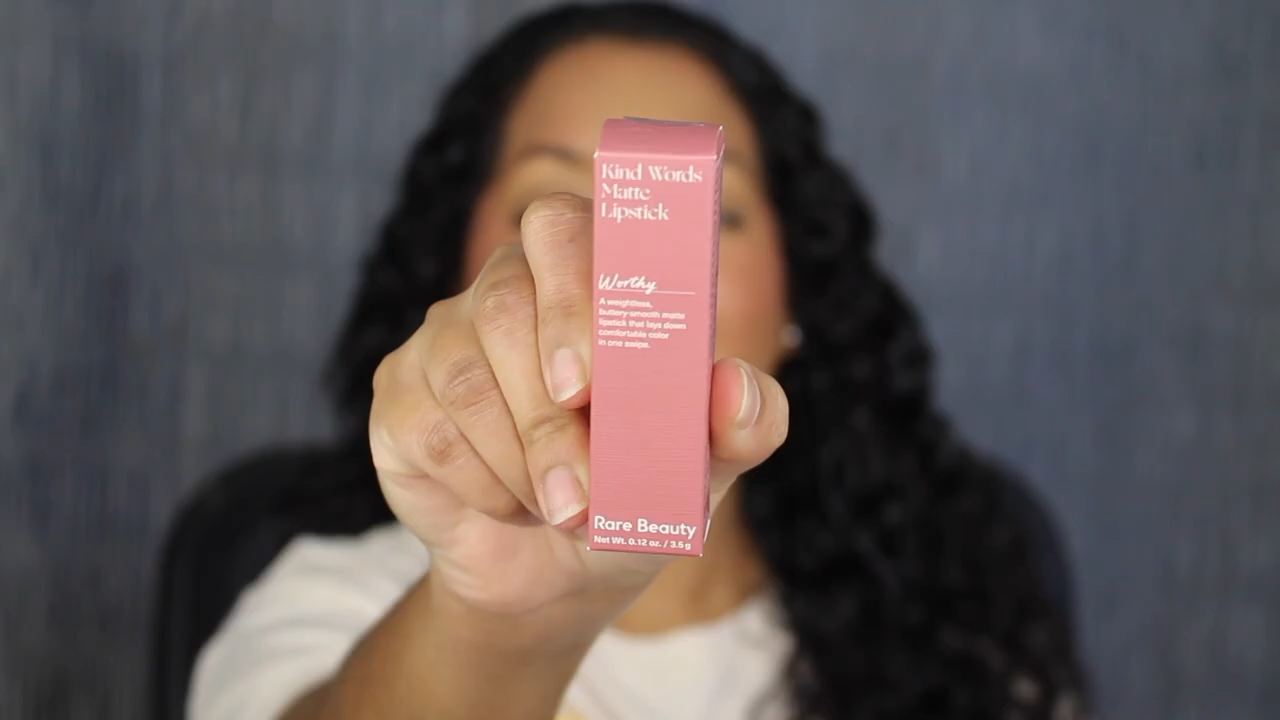 Kind Words
Matte
Lipstick
Worthy
A weightless,
buttery-smooth matte
lipstick that lays down
comfortable color
in one swipe.
Rare Beauty
Net Wt. 0.12 oz. / 3.5 g